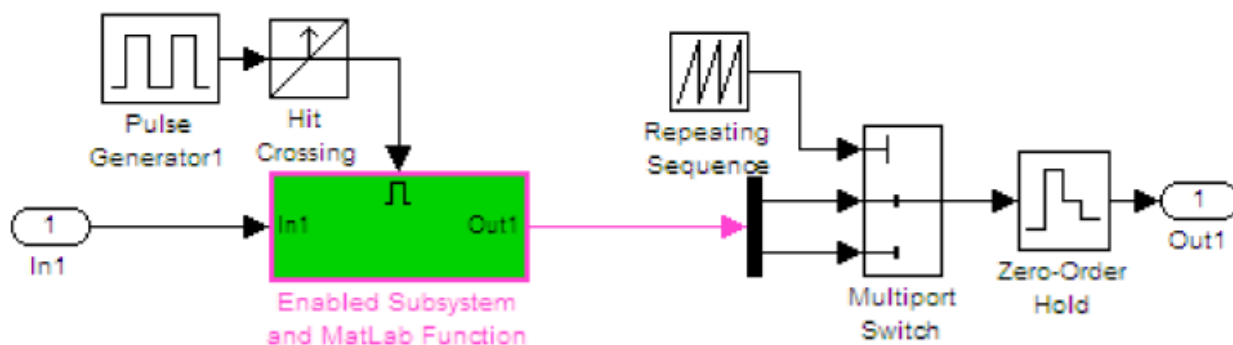 Pulse
Generator1
Hit
Crossing
Repeating
Sequence
1
In1
In1
Out1
Enabled Subsystem
and MatLab Function
Multiport
Switch
Zero-Order
Hold
1
Out1